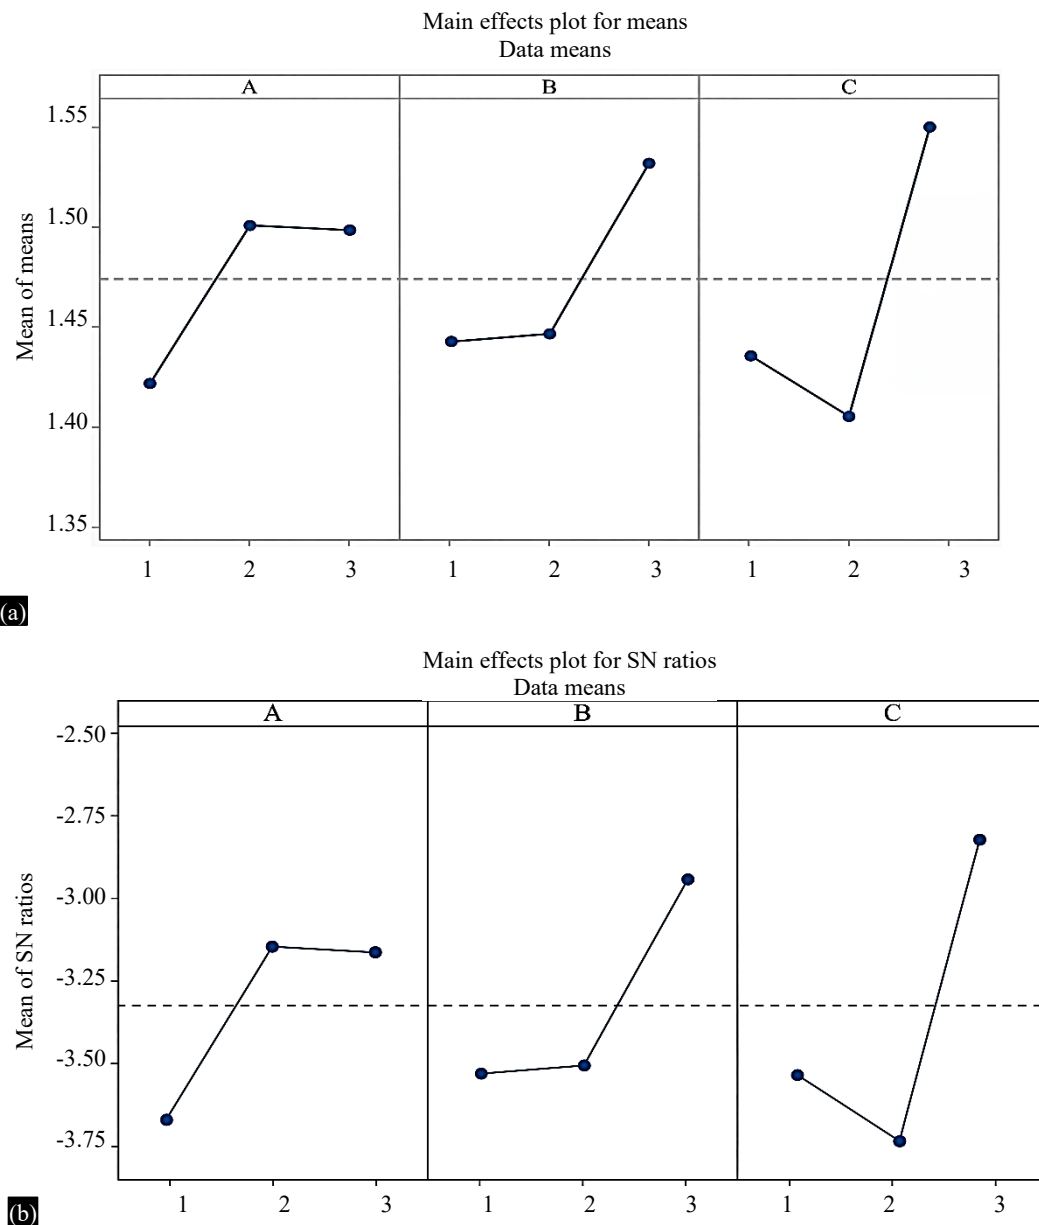 Main effects plot for means
Data means
A B C
1.55
1.50
1.45
1.40
1.35
Mean of means
1 2 3 1 2 3 1 2 3
(a)
Main effects plot for SN ratios
Data means
A B C
-2.50
-2.75
-3.00
-3.25
-3.50
-3.75
Mean of SN ratios
1 2 3 1 2 3 1 2 3
(b)